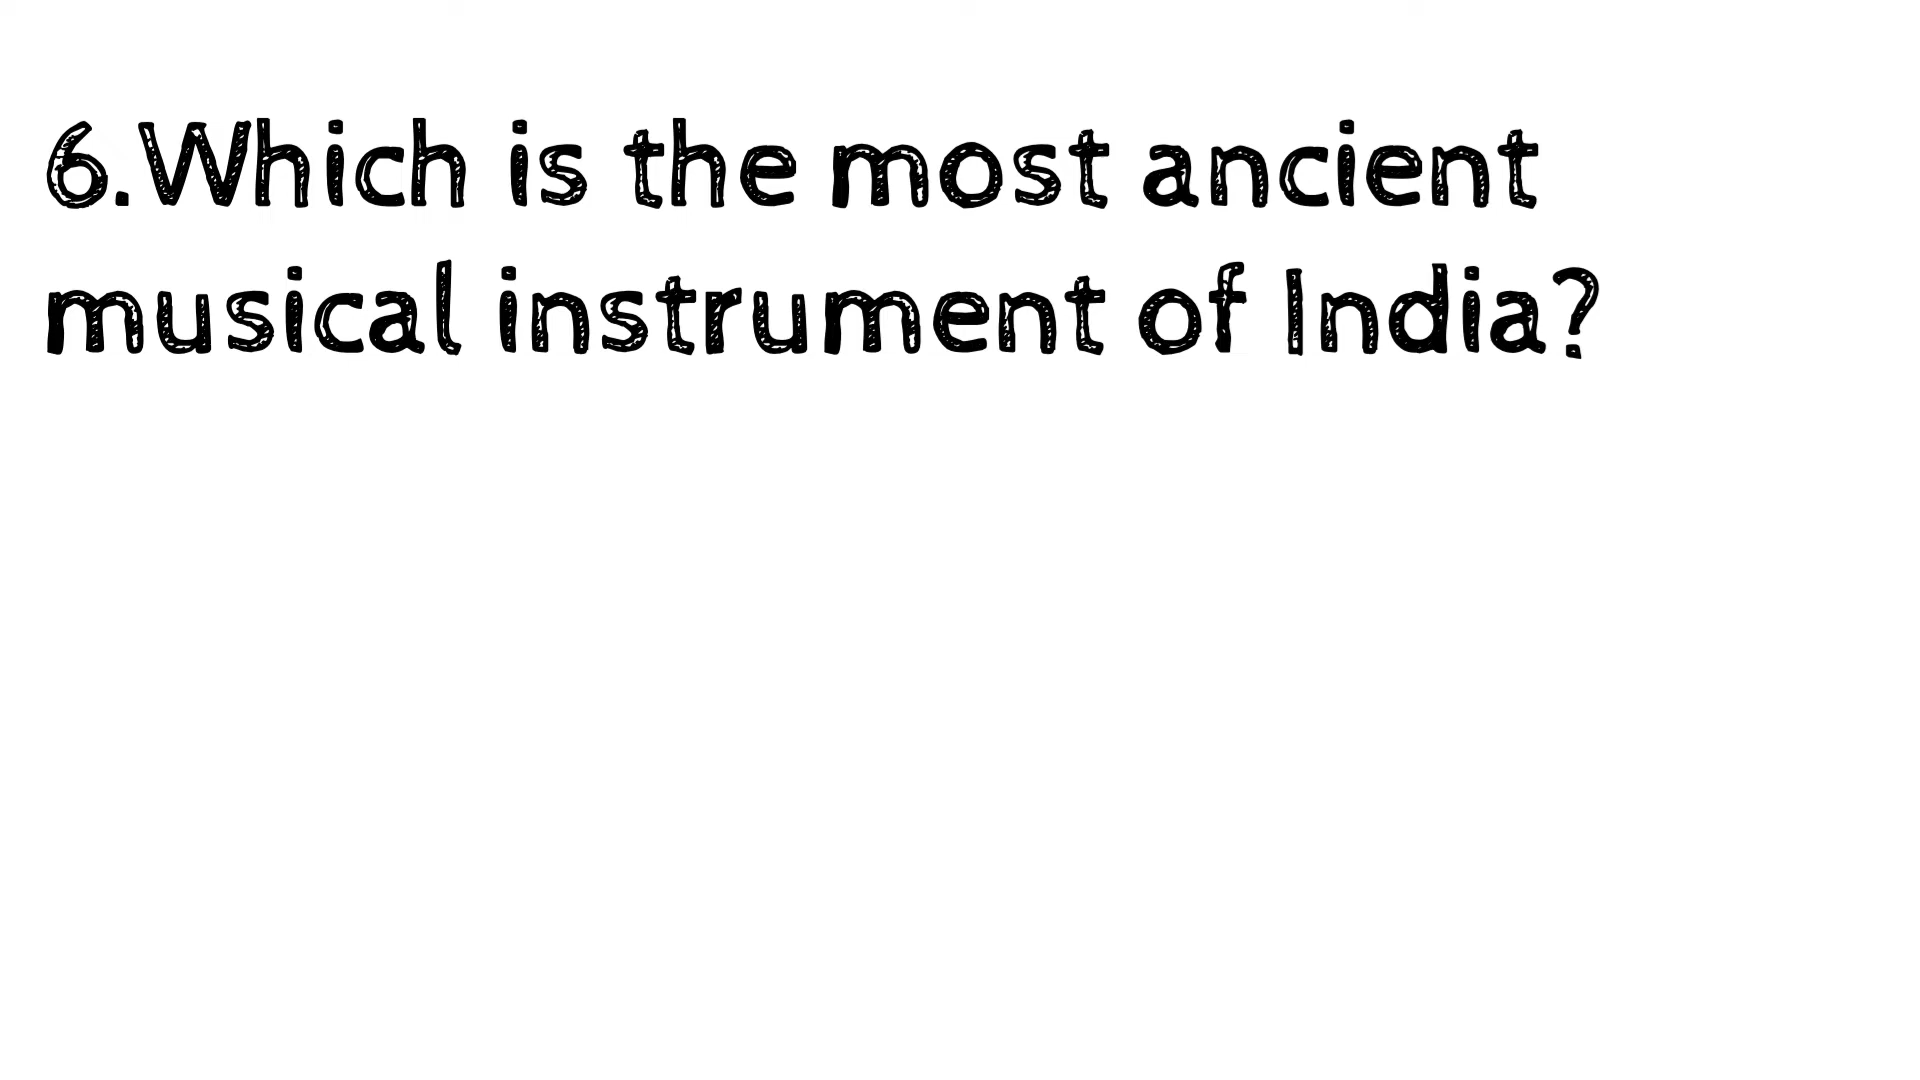 6.Which is the most ancient
musical instrument of India?